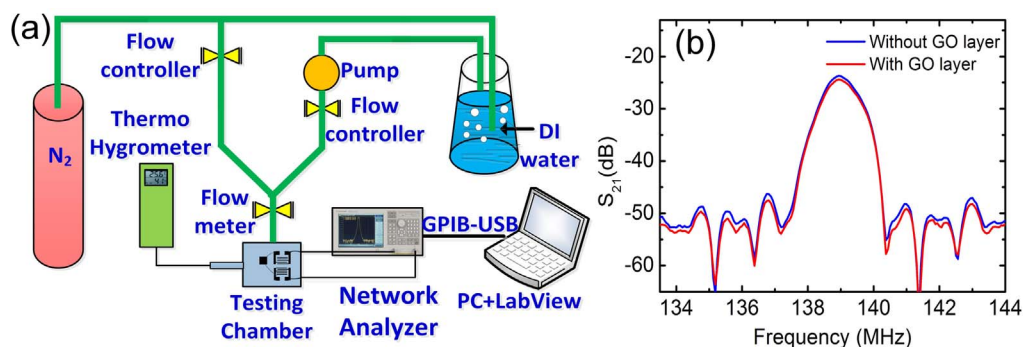 (a)
Flow
controller
Pump
Flow
controller
N2
Thermo
Hygrometer
DI
water
Flow
meter
GPIB-USB
Testing
Chamber
Network
Analyzer
PC+LabView
(b)
Without GO layer
With GO layer
S21(dB)
-20
-30
-40
-50
-60
134 136 138 140 142 144
Frequency (MHz)